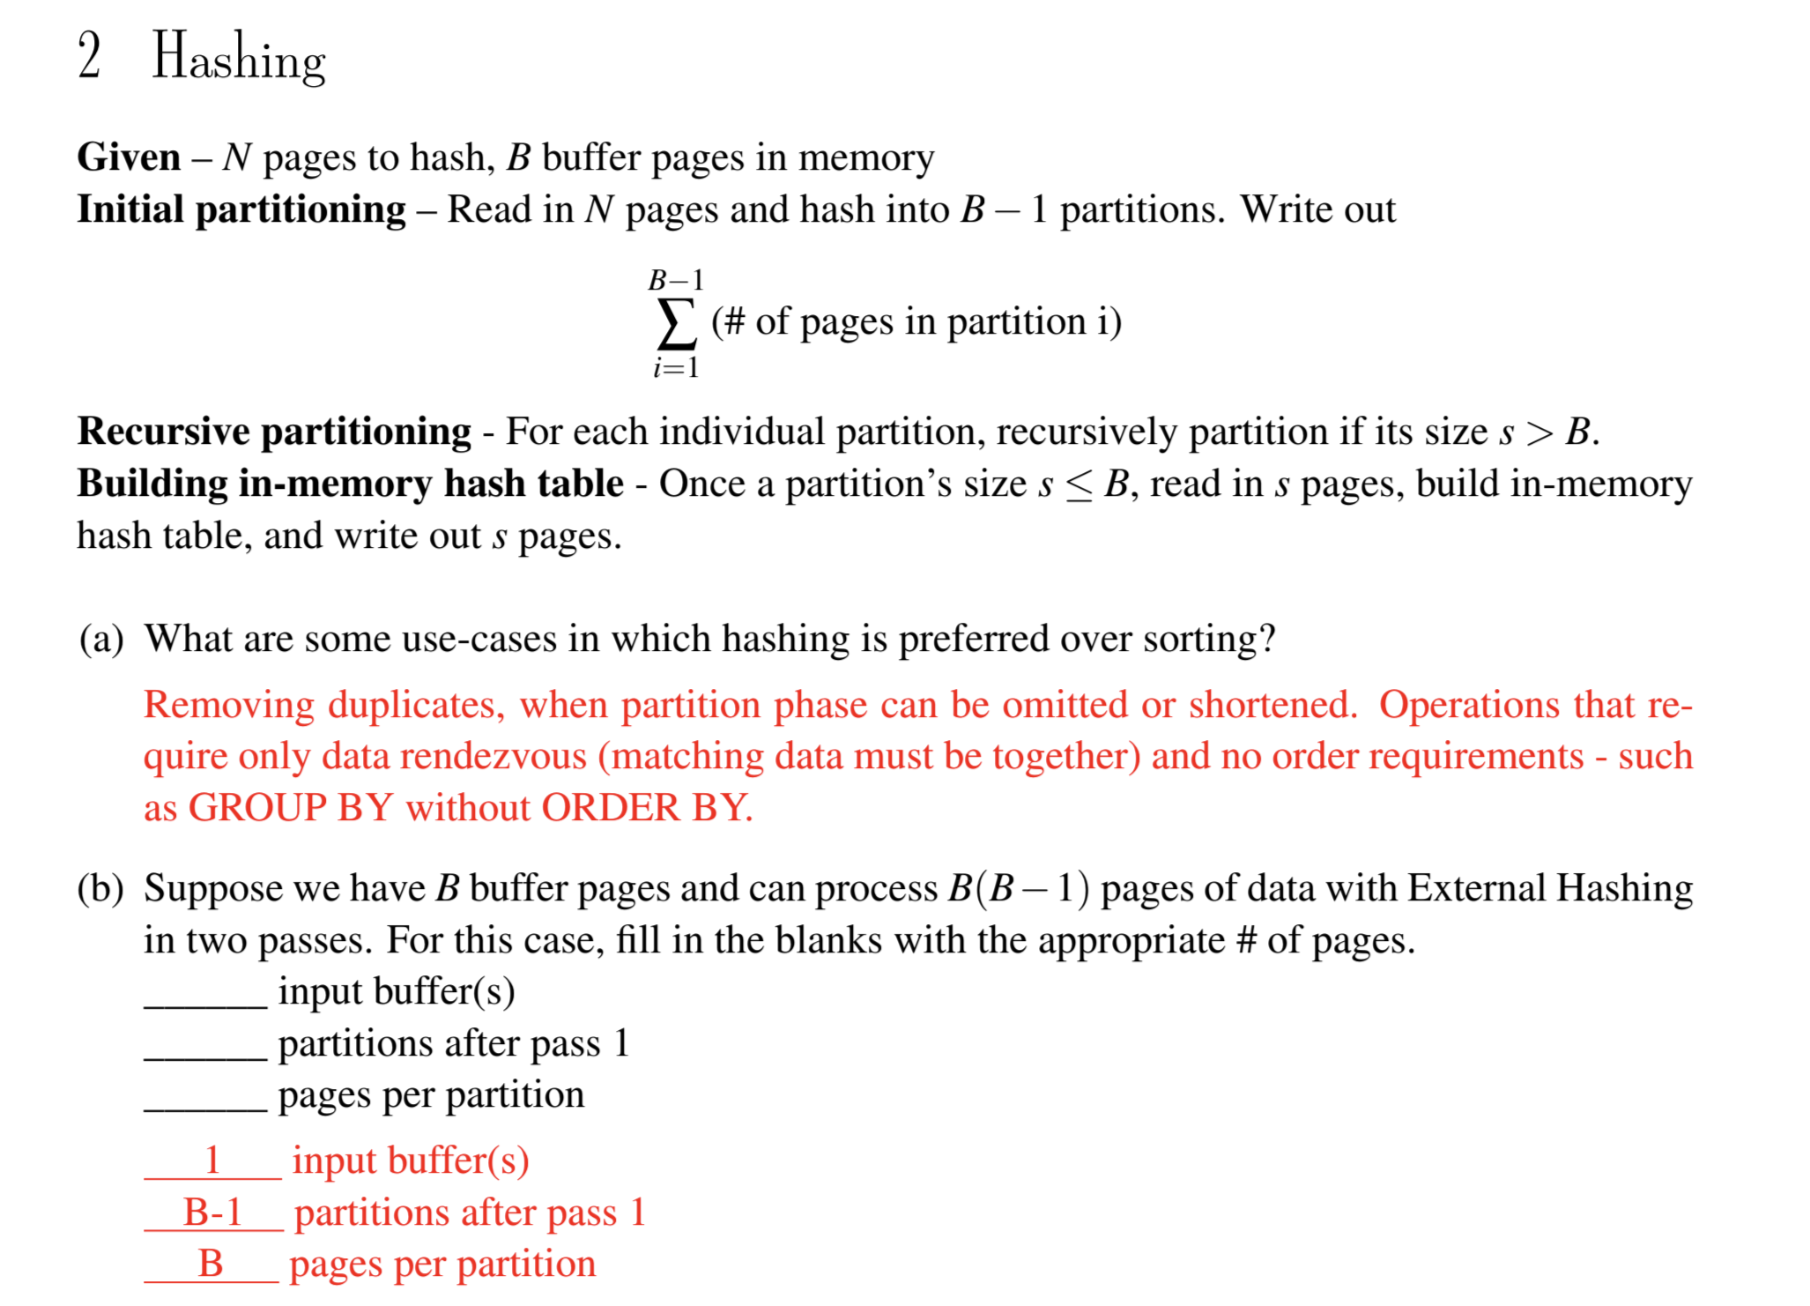 2 Hashing
Given – N pages to hash, B buffer pages in memory
Initial partitioning – Read in N pages and hash into B − 1 partitions. Write out
B−1
∑ (# of pages in partition i)
i=1
Recursive partitioning - For each individual partition, recursively partition if its size s > B.
Building in-memory hash table - Once a partition’s size s ≤ B, read in s pages, build in-memory
hash table, and write out s pages.
(a) What are some use-cases in which hashing is preferred over sorting?
Removing duplicates, when partition phase can be omitted or shortened. Operations that re-
quire only data rendezvous (matching data must be together) and no order requirements - such
as GROUP BY without ORDER BY.
(b) Suppose we have B buffer pages and can process B(B − 1) pages of data with External Hashing
in two passes. For this case, fill in the blanks with the appropriate # of pages.
______ input buffer(s)
______ partitions after pass 1
______ pages per partition
1 input buffer(s)
B-1 partitions after pass 1
B pages per partition